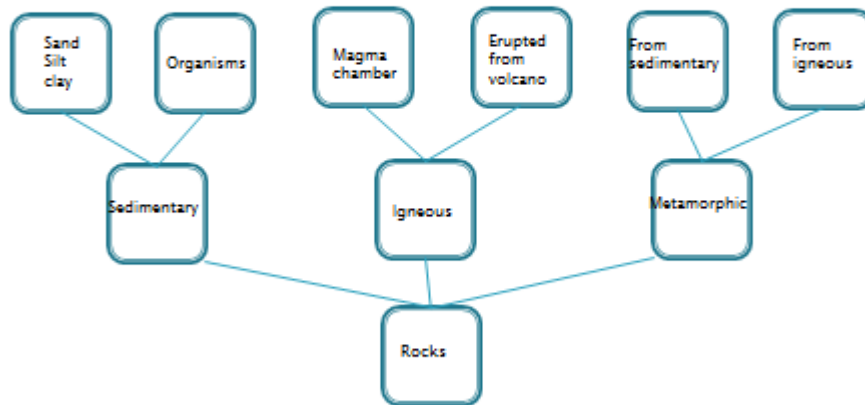 Sand
Silt
clay
Organisms
Magma
chamber
Erupted
from
volcano
From
sedimentary
From
igneous
Sedimentary
Igneous
Metamorphic
Rocks